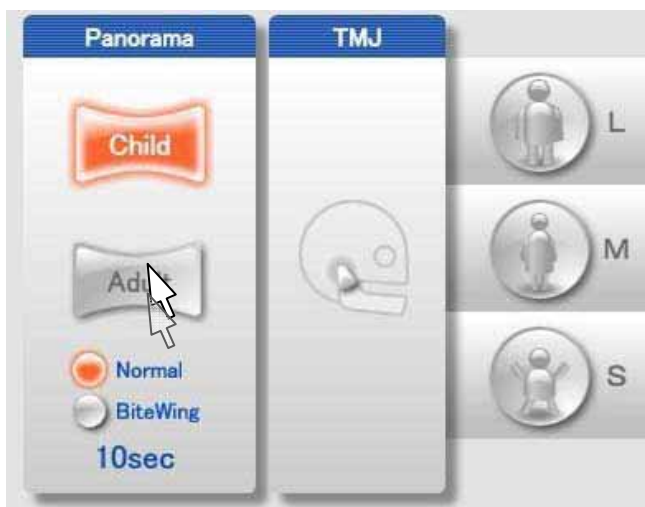 Panorama
Child
Adult
Normal
BiteWing
10sec
TMJ
L
M
S